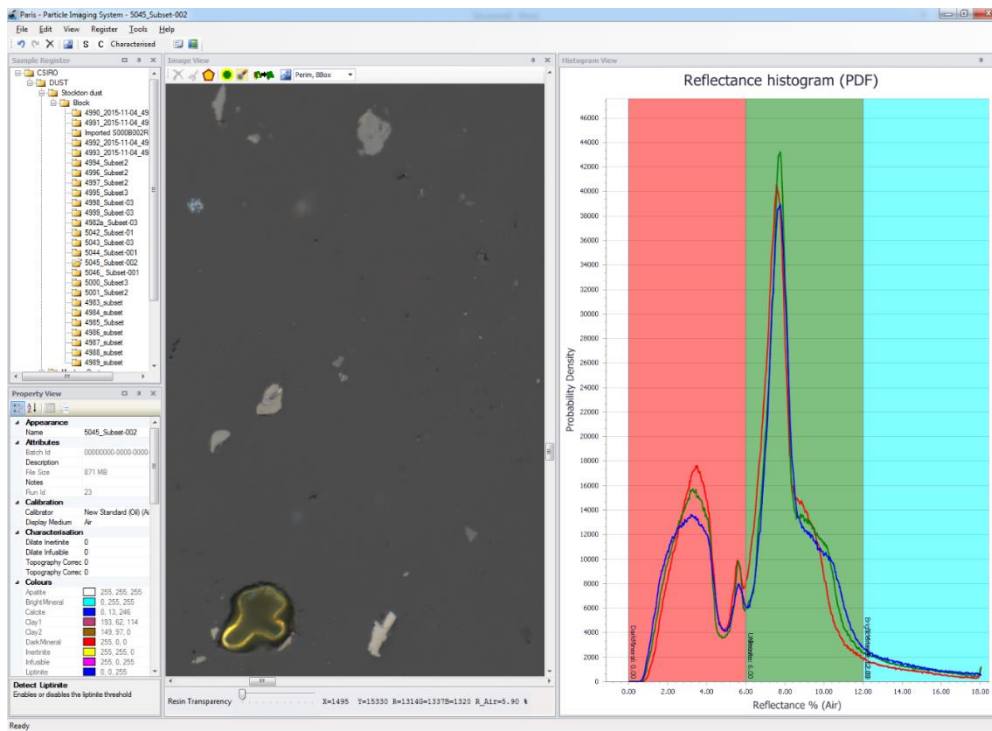 Paris - Particle Imaging System - 5045_Subset-002
File Edit View Register Tools Help
S C Characterised
Sample Register
CSIRO
DUST
Stockton dust
Block
4990_2015-11-04_49
4991_2015-11-04_49
Imported S000B002R
4992_2015-11-04_49
4993_2015-11-04_49
4994_Subset2
4996_Subset2
4997_Subset2
4995_Subset3
4998_Subset-03
4999_Subset-03
4982a_Subset-03
5042_Subset-01
5043_Subset-03
5044_Subset-001
5045_Subset-002
5046_ Subset-001
5000_Subset3
5001_Subset2
4983_subset
4984_subset
4985_Subset
4986_subset
4987_subset
4988_subset
4989_subset
Property View
Appearance
Name 5045_Subset-002
Attributes
Batch Id 00000000-0000-0000-
Description
File Size 871 MB
Notes
Run Id 23
Calibration
Calibrator New Standard (Oil) (Ai
Display Medium Air
Characterisation
Dilate Inertinite 0
Dilate Infusible 0
Topography Correc 0
Topography Correc 0
Colours
Apatite 255, 255, 255
BrightMineral 0, 255, 255
Calcite 0, 13, 246
Clay1 193, 62, 114
Clay2 149, 97, 0
DarkMineral 255, 0, 0
Inertinite 255, 255, 0
Infusible 255, 0, 255
Liptinite 0, 0, 255
Detect Liptinite
Enables or disables the liptinite threshold
Ready
Image View
Perim, BBox
Resin Transparency X=1495 Y=15330 R=1314G=1337B=1320 R_Air=5.90 %
Histogram View
Reflectance histogram (PDF)
Probability Density
46000
44000
42000
40000
38000
36000
34000
32000
30000
28000
26000
24000
22000
20000
18000
16000
14000
12000
10000
8000
6000
4000
2000
0
DarkMineral 0.00
Unknown 6.00
0.00 2.00 4.00 6.00 8.00 10.00 12.00 14.00 16.00 18.00
Reflectance % (Air)